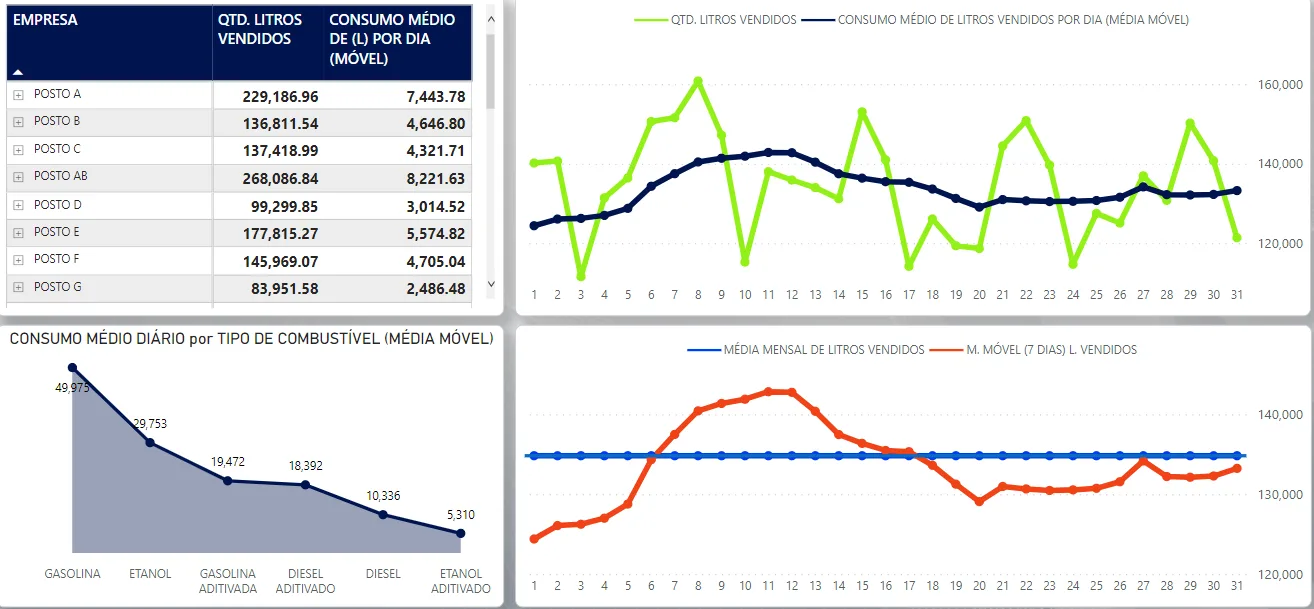 EMPRESA QTD. LITROS CONSUMO MÉDIO
VENDIDOS DE (L) POR DIA
(MÓVEL)
POSTO A 229,186.96 7,443.78
POSTO B 136,811.54 4,646.80
POSTO C 137,418.99 4,321.71
POSTO AB 268,086.84 8,221.63
POSTO D 99,299.85 3,014.52
POSTO E 177,815.27 5,574.82
POSTO F 145,969.07 4,705.04
POSTO G 83,951.58 2,486.48
QTD. LITROS VENDIDOS CONSUMO MÉDIO DE LITROS VENDIDOS POR DIA (MÉDIA MÓVEL)
160,000
140,000
120,000
1 2 3 4 5 6 7 8 9 10 11 12 13 14 15 16 17 18 19 20 21 22 23 24 25 26 27 28 29 30 31
CONSUMO MÉDIO DIÁRIO por TIPO DE COMBUSTÍVEL (MÉDIA MÓVEL)
49,975
29,753
19,472
18,392
10,336
5,310
GASOLINA ETANOL GASOLINA DIESEL DIESEL ETANOL
ADITIVADA ADITIVADO ADITIVADO
MÉDIA MENSAL DE LITROS VENDIDOS M. MÓVEL (7 DIAS) L. VENDIDOS
140,000
130,000
120,000
1 2 3 4 5 6 7 8 9 10 11 12 13 14 15 16 17 18 19 20 21 22 23 24 25 26 27 28 29 30 31